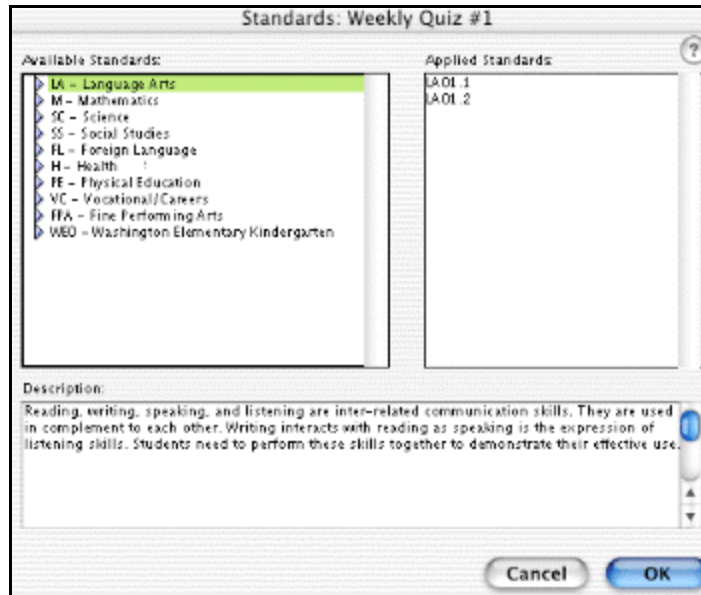 Standards: Weekly Quiz #1
?
Available Standards:
Applied Standards:
LA - Language Arts
M - Mathematics
SC - Science
SS - Social Studies
FL - Foreign Language
H - Health
PE - Physical Education
VC - Vocational/Careers
FPA - Fine Performing Arts
WEO - Washington Elementary Kindergarten
LA01.1
LA01.2
Description:
Reading, writing, speaking, and listening are inter-related communication skills. They are used
in complement to each other. Writing interacts with reading as speaking is the expression of
listening skills. Students need to perform these skills together to demonstrate their effective use.
Cancel
OK